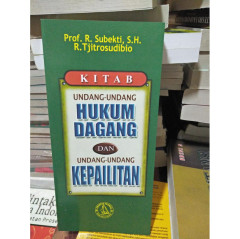 Prof. R. Subekti, S.H.
R.Tjitrosudibio
KITAB
UNDANG-UNDANG
HUKUM
DAGANG
DAN
UNDANG-UNDANG
KEPAILITAN